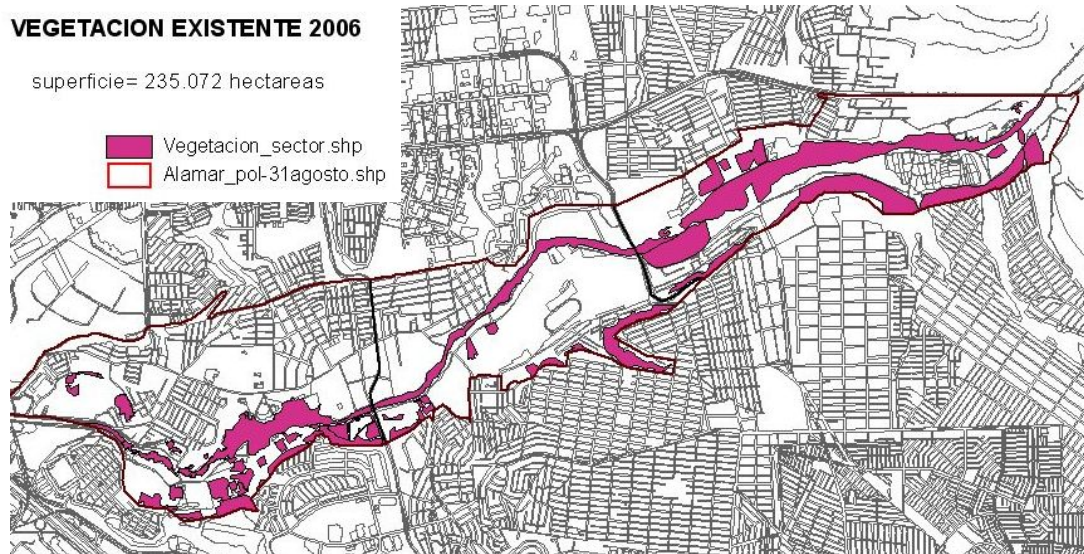 VEGETACION EXISTENTE 2006
superficie= 235.072 hectareas
Vegetacion_sector.shp
Alamar_pol-31agosto.shp